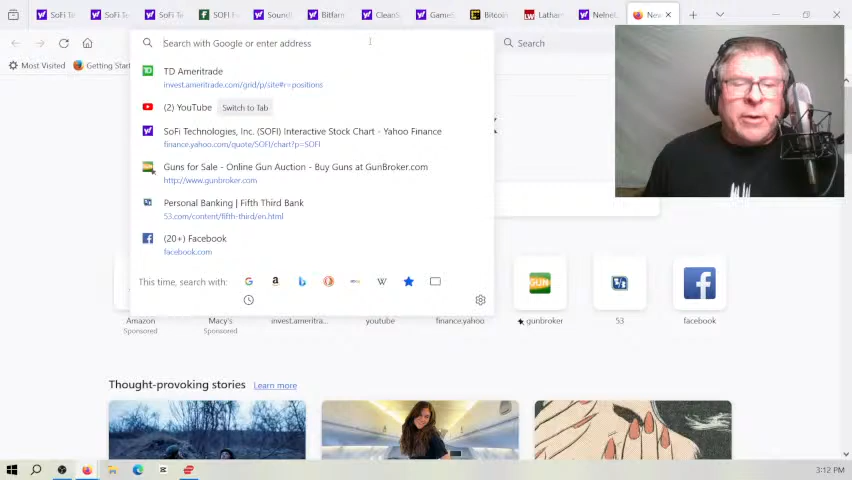 SoFi Te
SoFi Te
SoFi Te
SOFI F
Soundl
Bitfarm
CleanS
GameS
Bitcoin
Latham
NelnetI
New
Search with Google or enter address
Search
Most Visited
Getting Start
TD Ameritrade
invest.ameritrade.com/grid/p/site#r=positions
(2) YouTube
Switch to Tab
SoFi Technologies, Inc. (SOFI) Interactive Stock Chart - Yahoo Finance
finance.yahoo.com/quote/SOFI/chart?p=SOFI
Guns for Sale - Online Gun Auction - Buy Guns at GunBroker.com
http://www.gunbroker.com
Personal Banking | Fifth Third Bank
53.com/content/fifth-third/en.html
(20+) Facebook
facebook.com
This time, search with:
GUN
Amazon
Sponsored
Macy's
Sponsored
invest.ameritra...
youtube
finance.yahoo
gunbroker
53
facebook
Thought-provoking stories
Learn more
3:12 PM